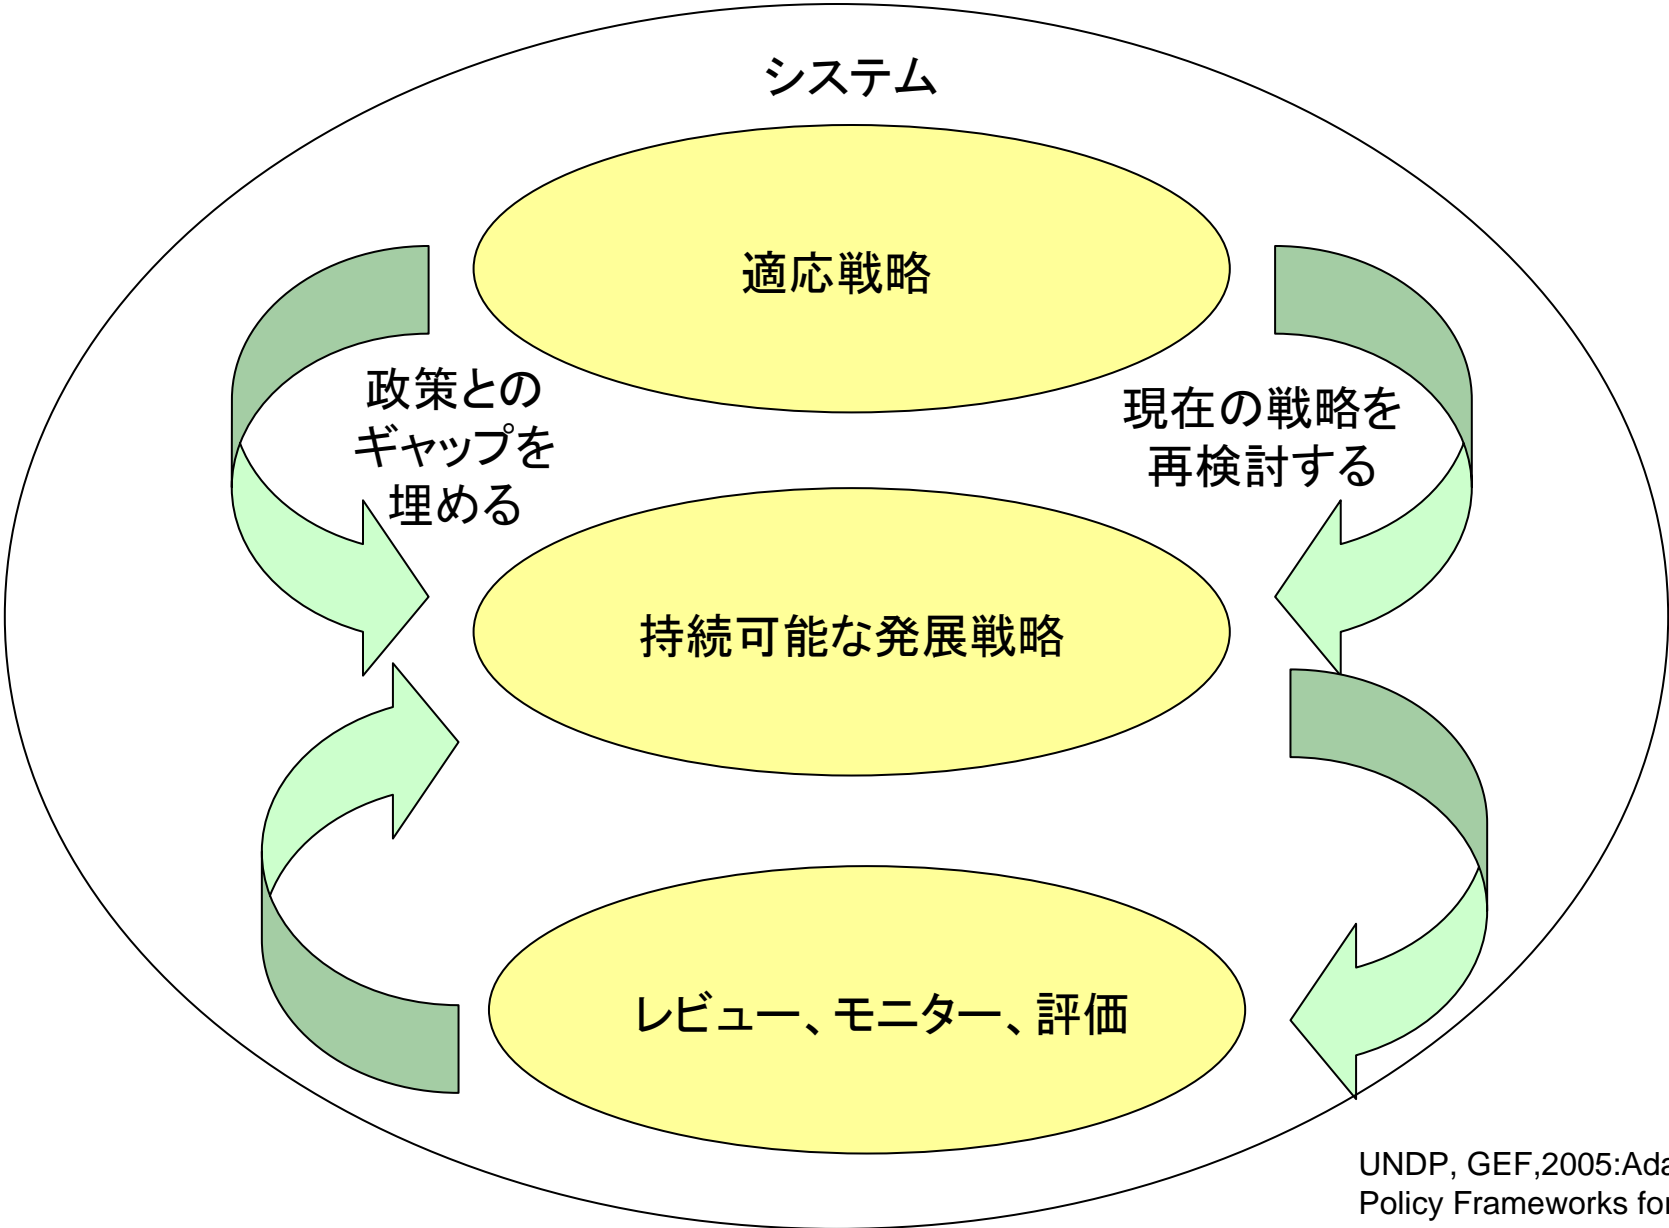 システム
適応戦略
政策との
ギャップを
埋める
現在の戦略を
再検討する
持続可能な発展戦略
レビュー、モニター、評価
UNDP, GEF,2005:Ada
Policy Frameworks for